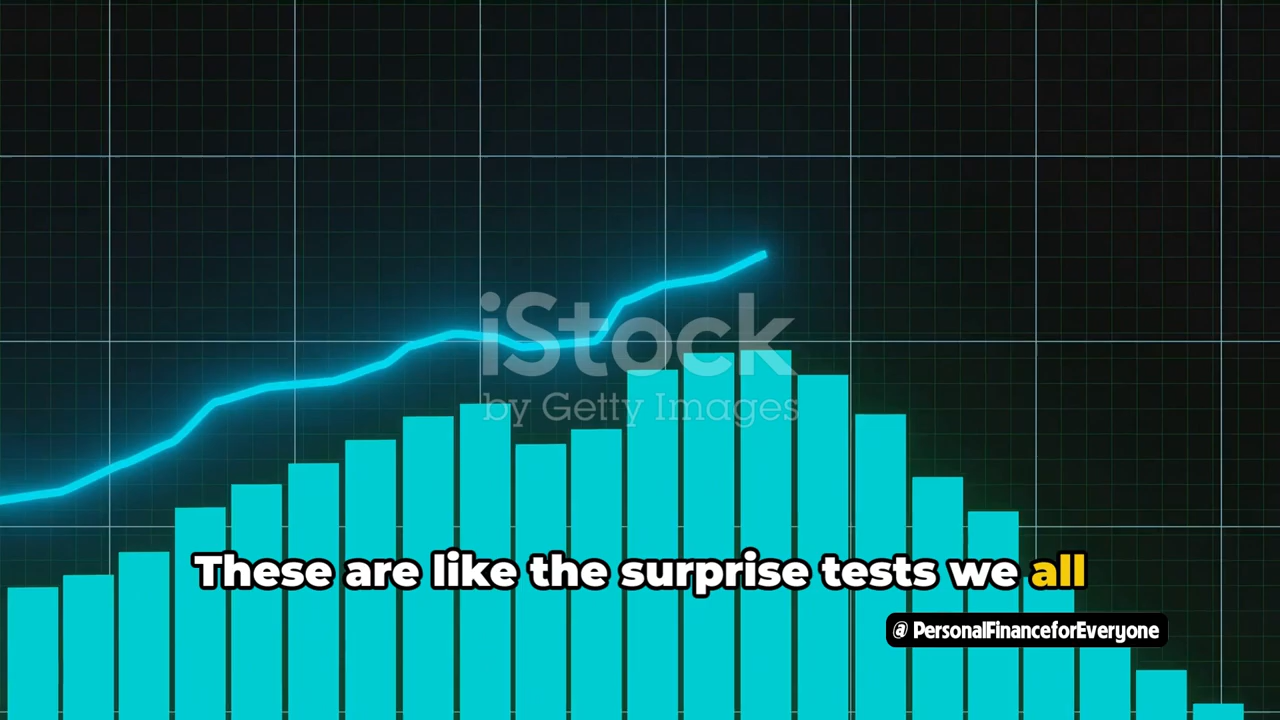 iStock
by Getty Images
These are like the surprise tests we all
@ PersonalFinanceforEveryone